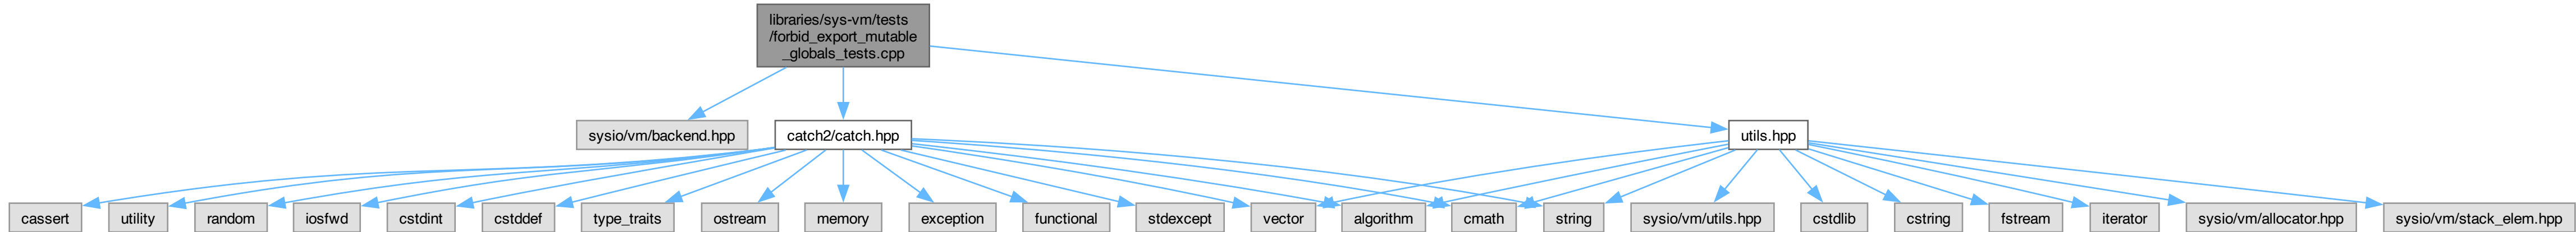 libraries/sys-vm/tests
/forbid_export_mutable
_globals_tests.cpp
sysio/vm/backend.hpp
catch2/catch.hpp
utils.hpp
cassert
utility
random
iosfwd
cstdint
cstddef
type_traits
ostream
memory
exception
functional
stdexcept
vector
algorithm
cmath
string
sysio/vm/utils.hpp
cstdlib
cstring
fstream
iterator
sysio/vm/allocator.hpp
sysio/vm/stack_elem.hpp